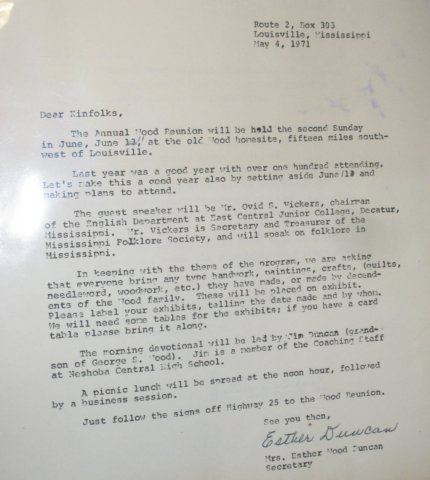 Route 2, Box 303
Louisville, Mississippi
May 4, 1971
Dear Kinfolks,
The Annual Wood Reunion will be held the second Sunday
in June, June 13, at the old Wood homesite, fifteen miles south-
west of Louisville.
Last year was a good year with over one hundred attending.
Let's make this a good year also by setting aside June 13 and
making plans to attend.
The guest speaker will be Mr. Ovid S. Vickers, chairman
of the English Department at East Central Junior College, Decatur,
Mississippi. Mr. Vickers is Secretary and Treasurer of the
Mississippi Folklore Society, and will speak on folklore in
Mississippi.
In keeping with the theme of the program, we are asking
that everyone bring any type handwork, paintings, crafts, (quilts,
needleword, woodwork, etc.) they have made, or made by decend-
ents of the Wood family. These will be placed on exhibit.
Please label your exhibits, telling the date made and by whom.
We will need some tables for the exhibits; if you have a card
table please bring it along.
The morning devotional will be led by Jim Duncan (grand-
son of George S. Wood). Jim is a member of the Coaching Staff
at Neshoba Central High School.
A picnic lunch will be spread at the noon hour, followed
by a business session.
Just follow the signs off Highway 25 to the Wood Reunion.
See you then,
Esther Duncan
Mrs. Esther Wood Duncan
Secretary